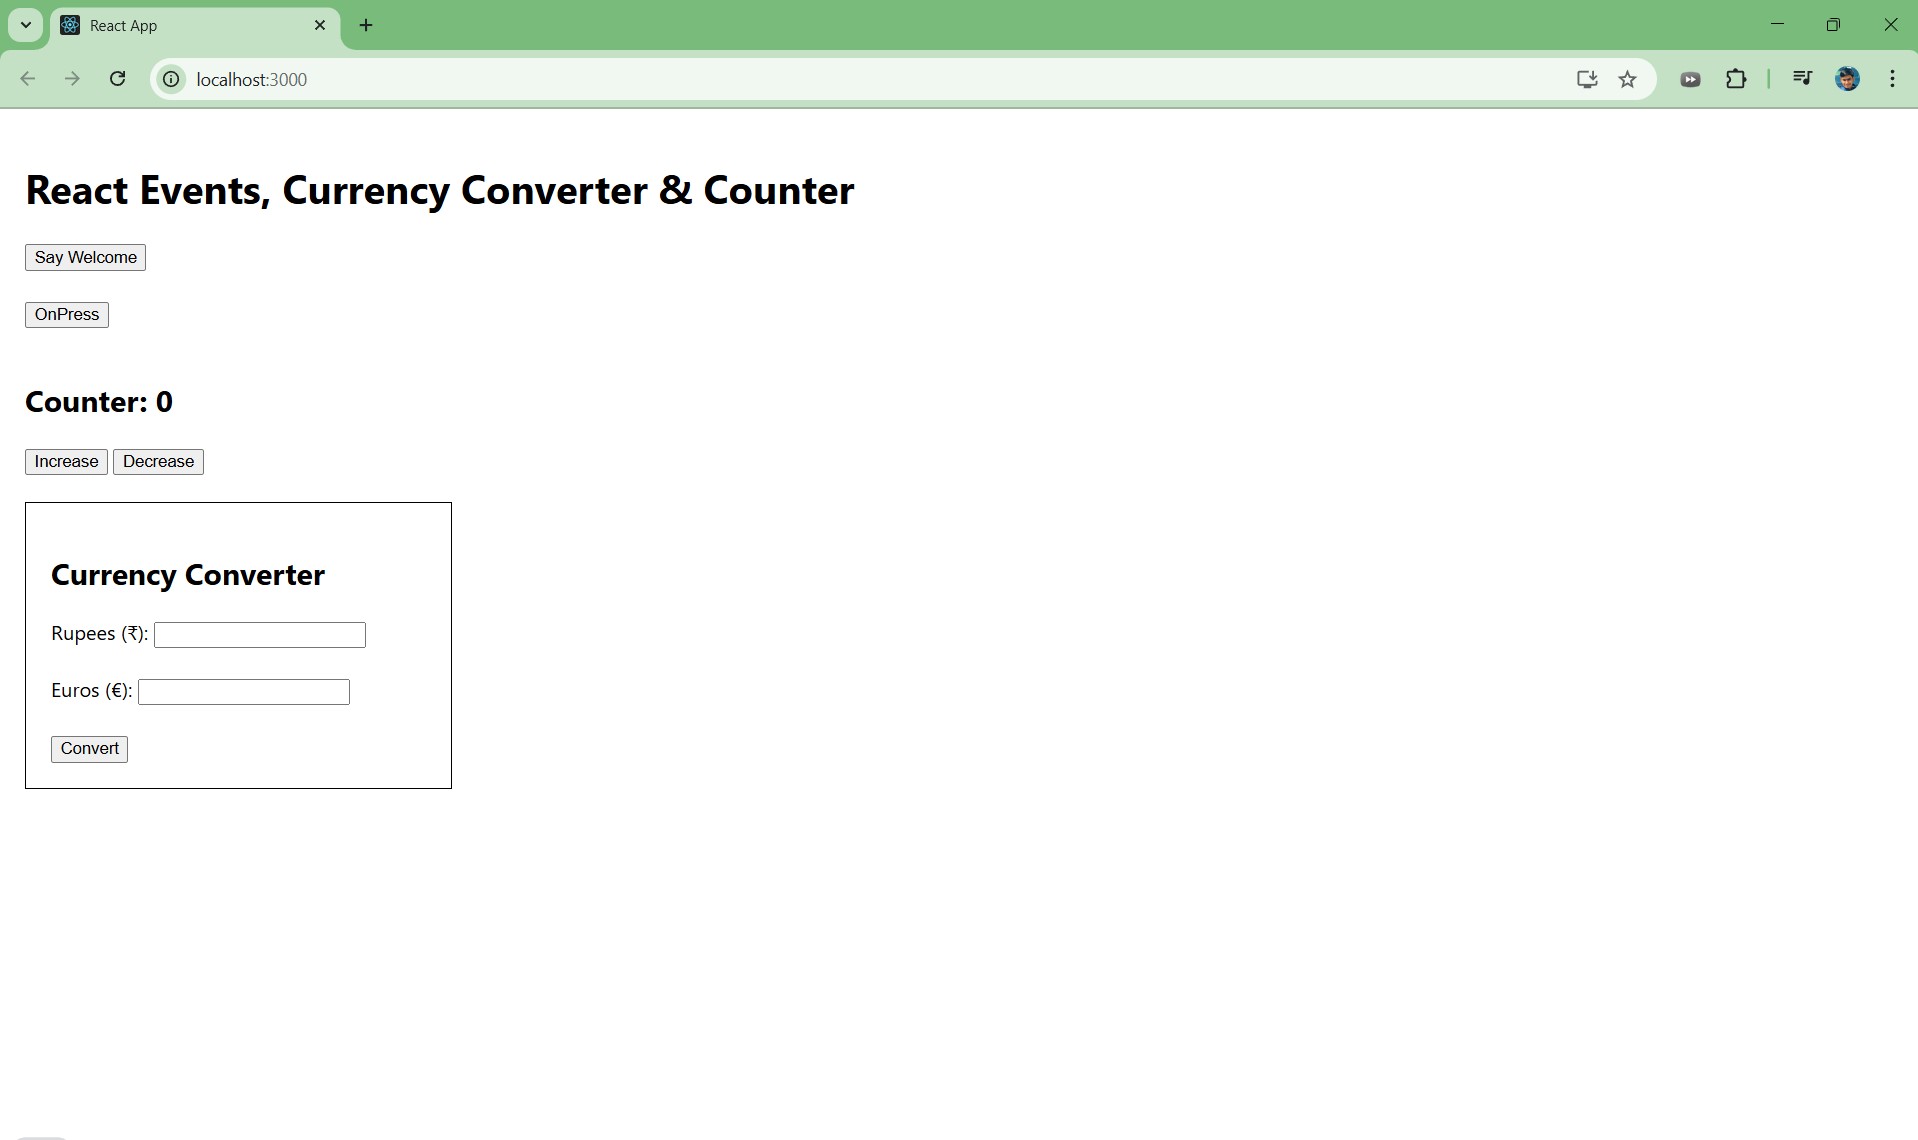 React App
localhost:3000
React Events, Currency Converter & Counter
Say Welcome
OnPress
Counter: 0
Increase Decrease
Currency Converter
Rupees (₹):
Euros (€):
Convert